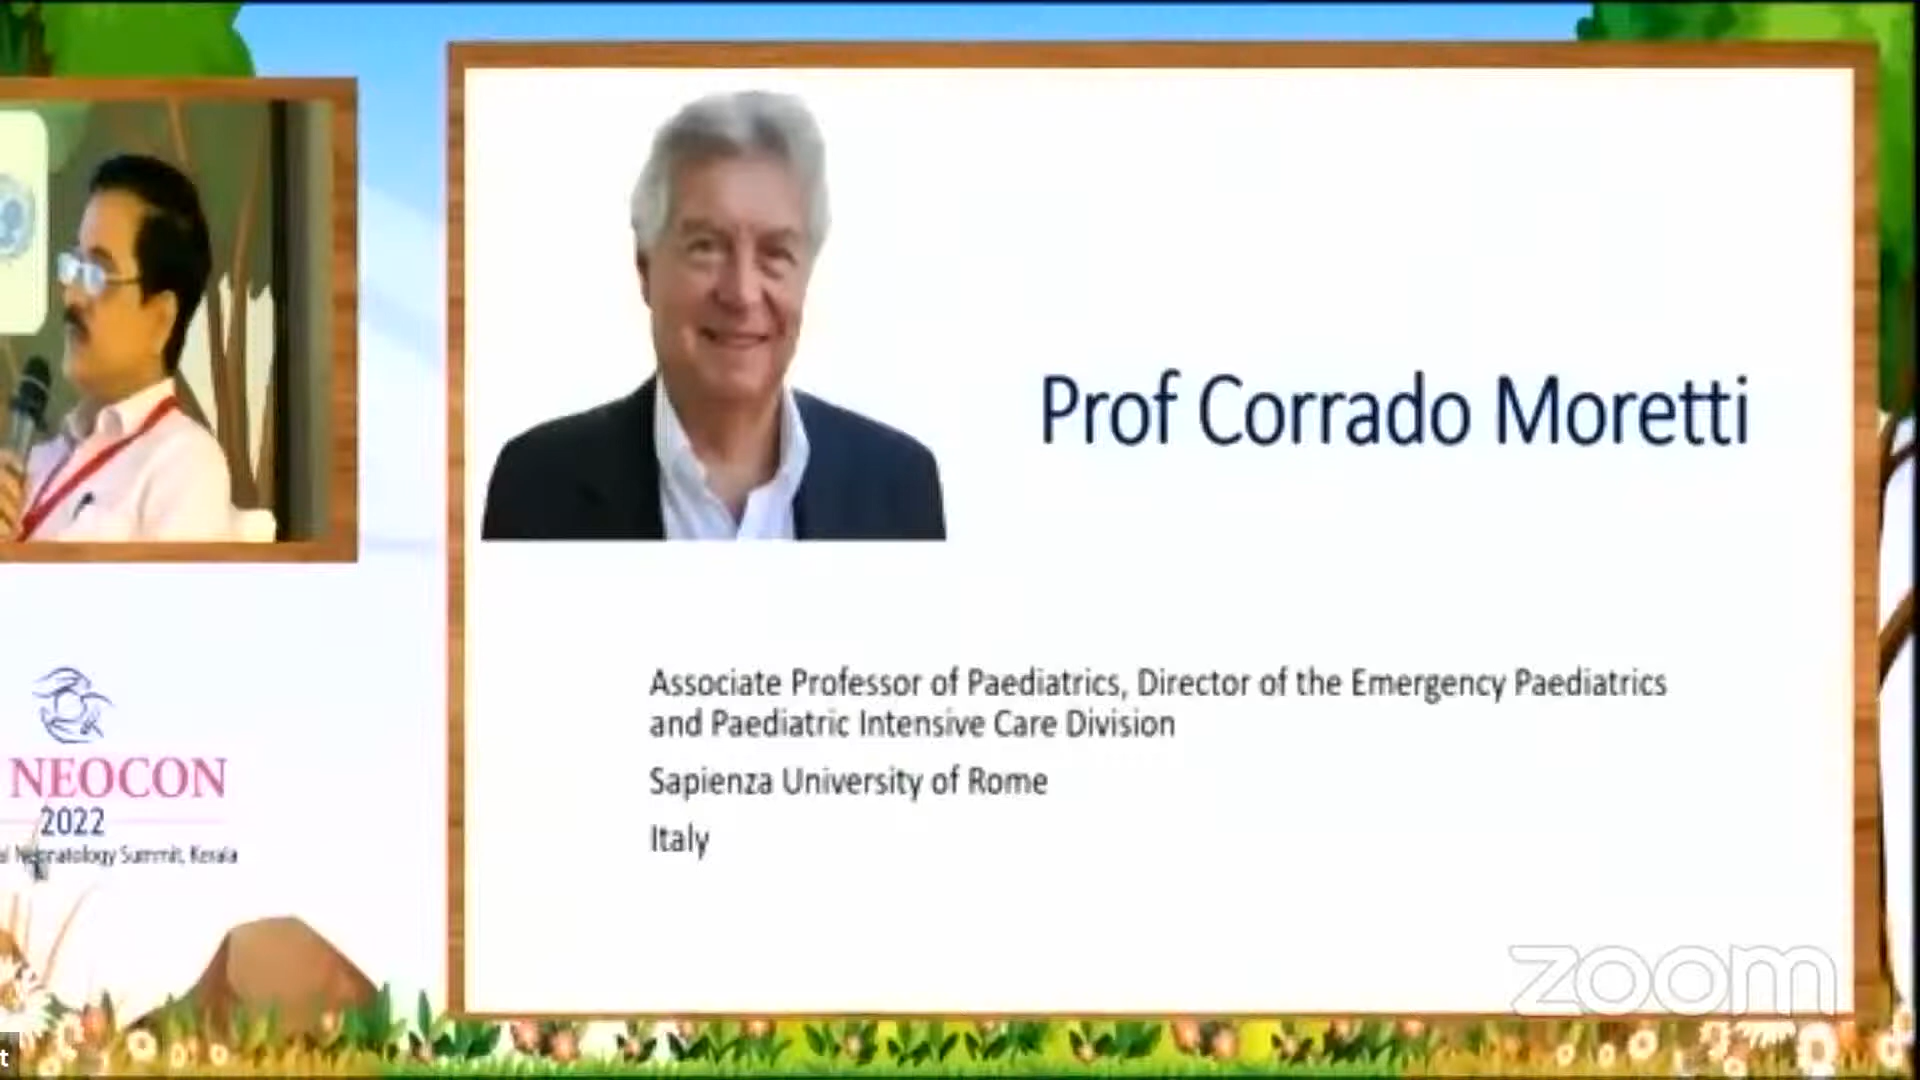 Prof Corrado Moretti
Associate Professor of Paediatrics, Director of the Emergency Paediatrics
and Paediatric Intensive Care Division
Sapienza University of Rome
Italy
NEOCON
2022
Neonatology Summit, Kerala
zoom
t